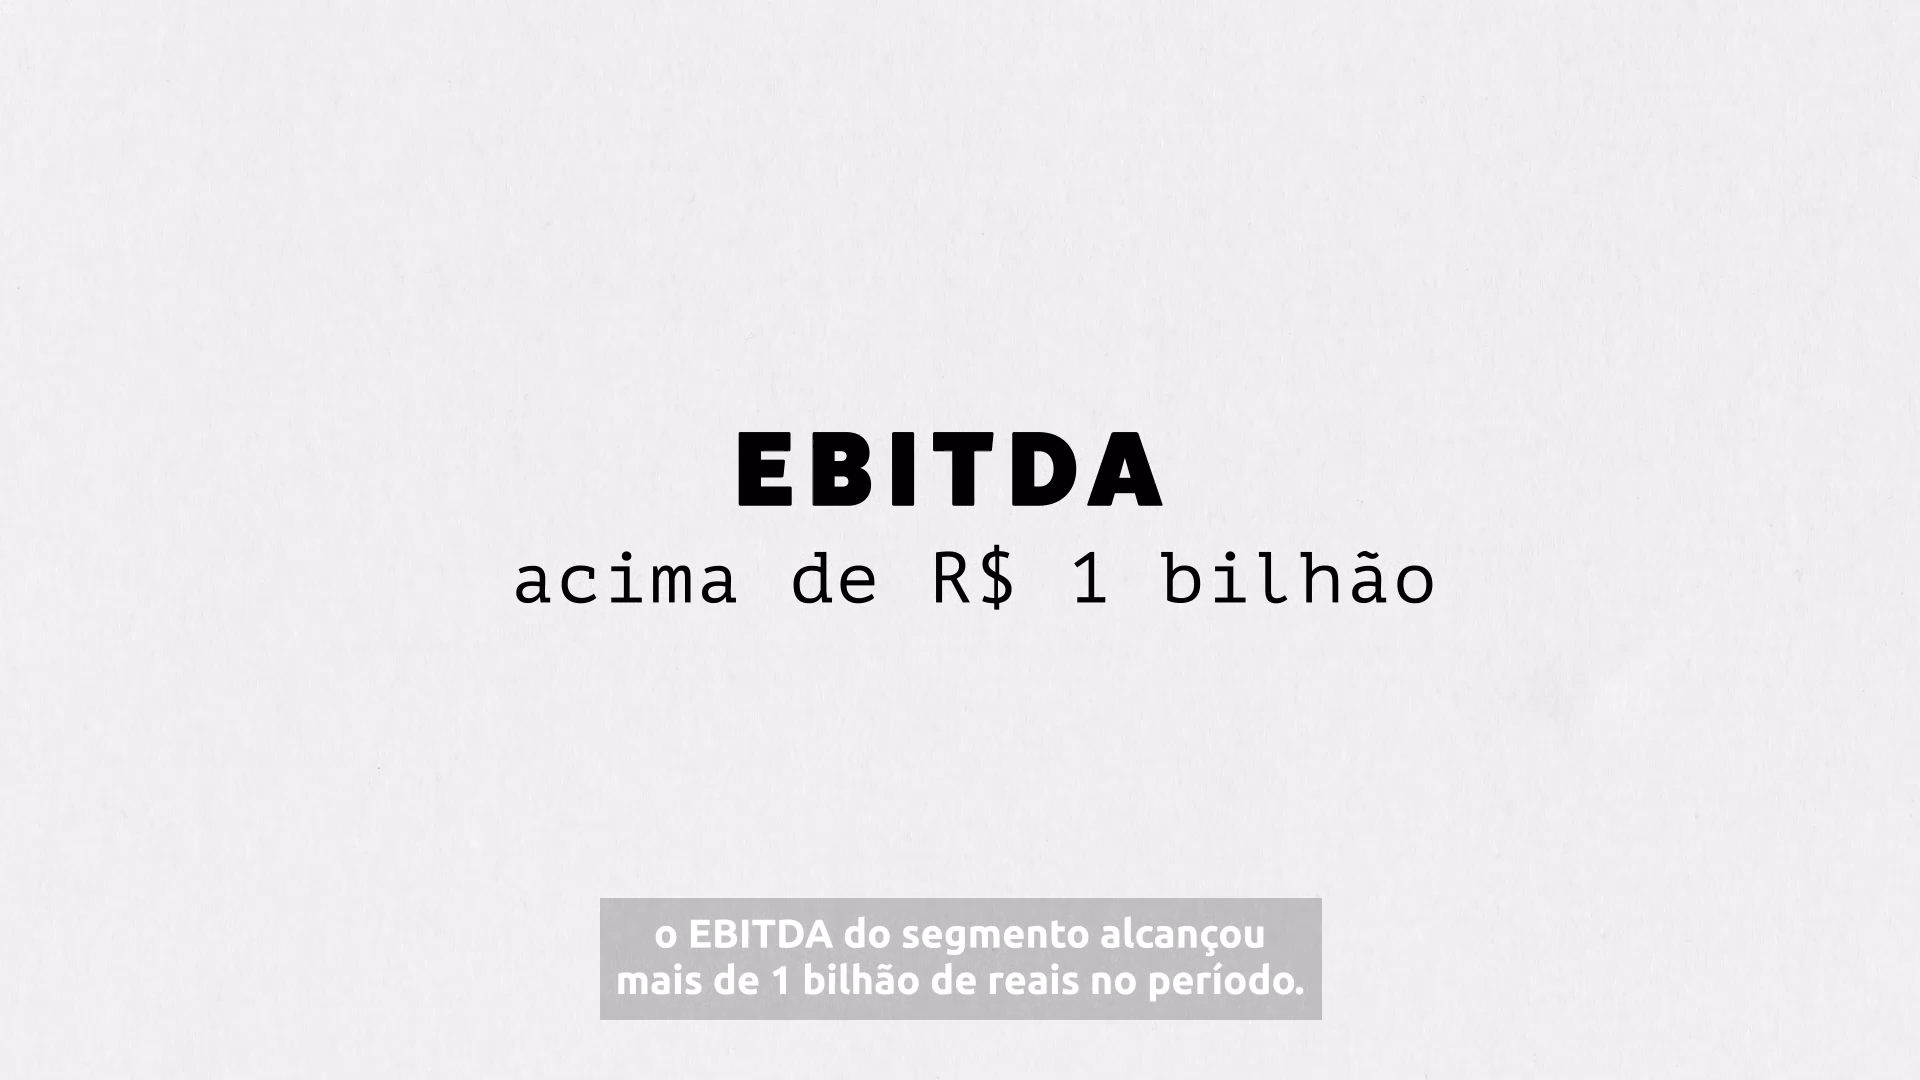 EBITDA
acima de R$ 1 bilhão
o EBITDA do segmento alcançou
mais de 1 bilhão de reais no período.